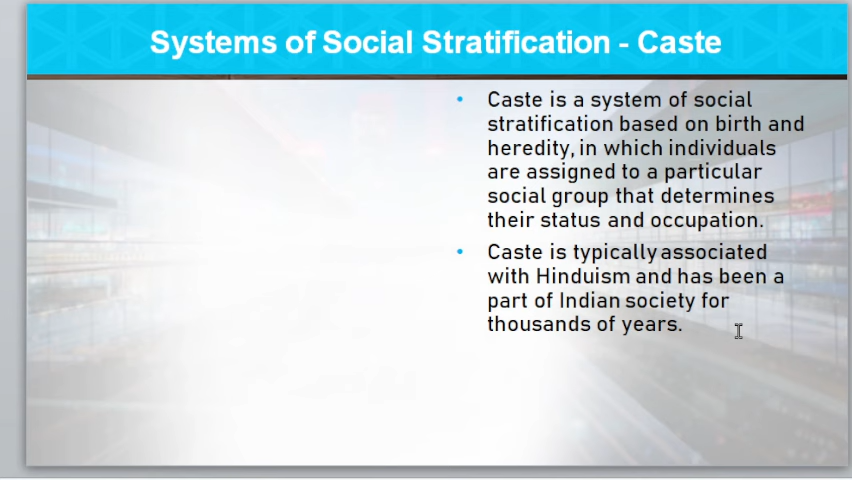 Systems of Social Stratification - Caste
• Caste is a system of social
stratification based on birth and
heredity, in which individuals
are assigned to a particular
social group that determines
their status and occupation.
• Caste is typically associated
with Hinduism and has been a
part of Indian society for
thousands of years.